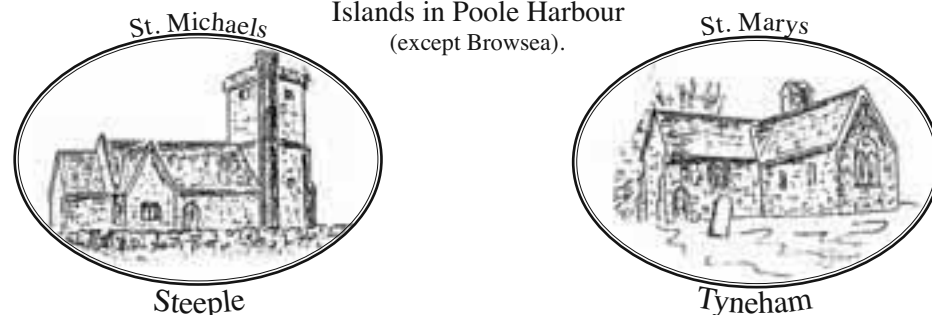 Islands in Poole Harbour
(except Browsea).
St. Michaels
Steeple
St. Marys
Tyneham